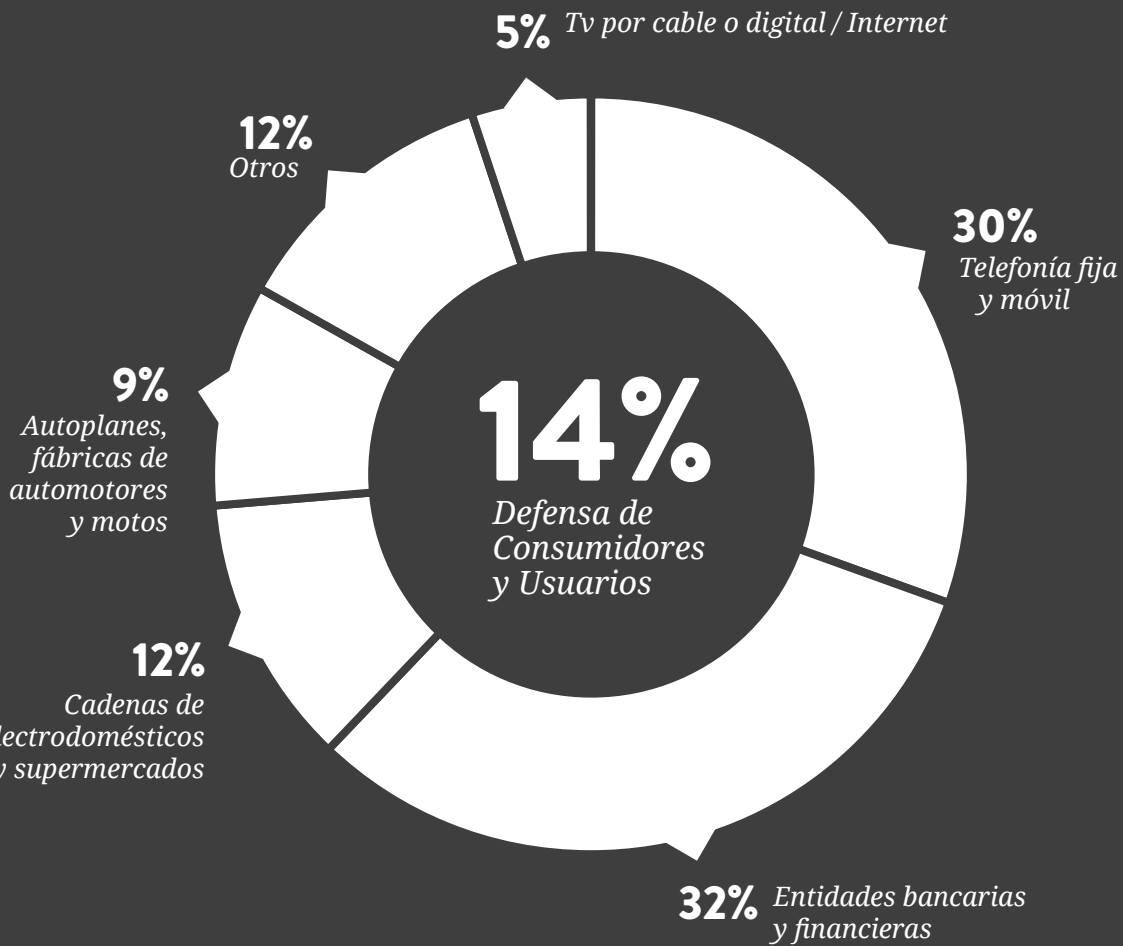 5% Tv por cable o digital / Internet
12%
Otros
30%
Telefonía fija
y móvil
9%
Autoplanes,
fábricas de
automotores
y motos
14%
Defensa de
Consumidores
y Usuarios
12%
Cadenas de
lectrodomésticos
y supermercados
32% Entidades bancarias
y financieras